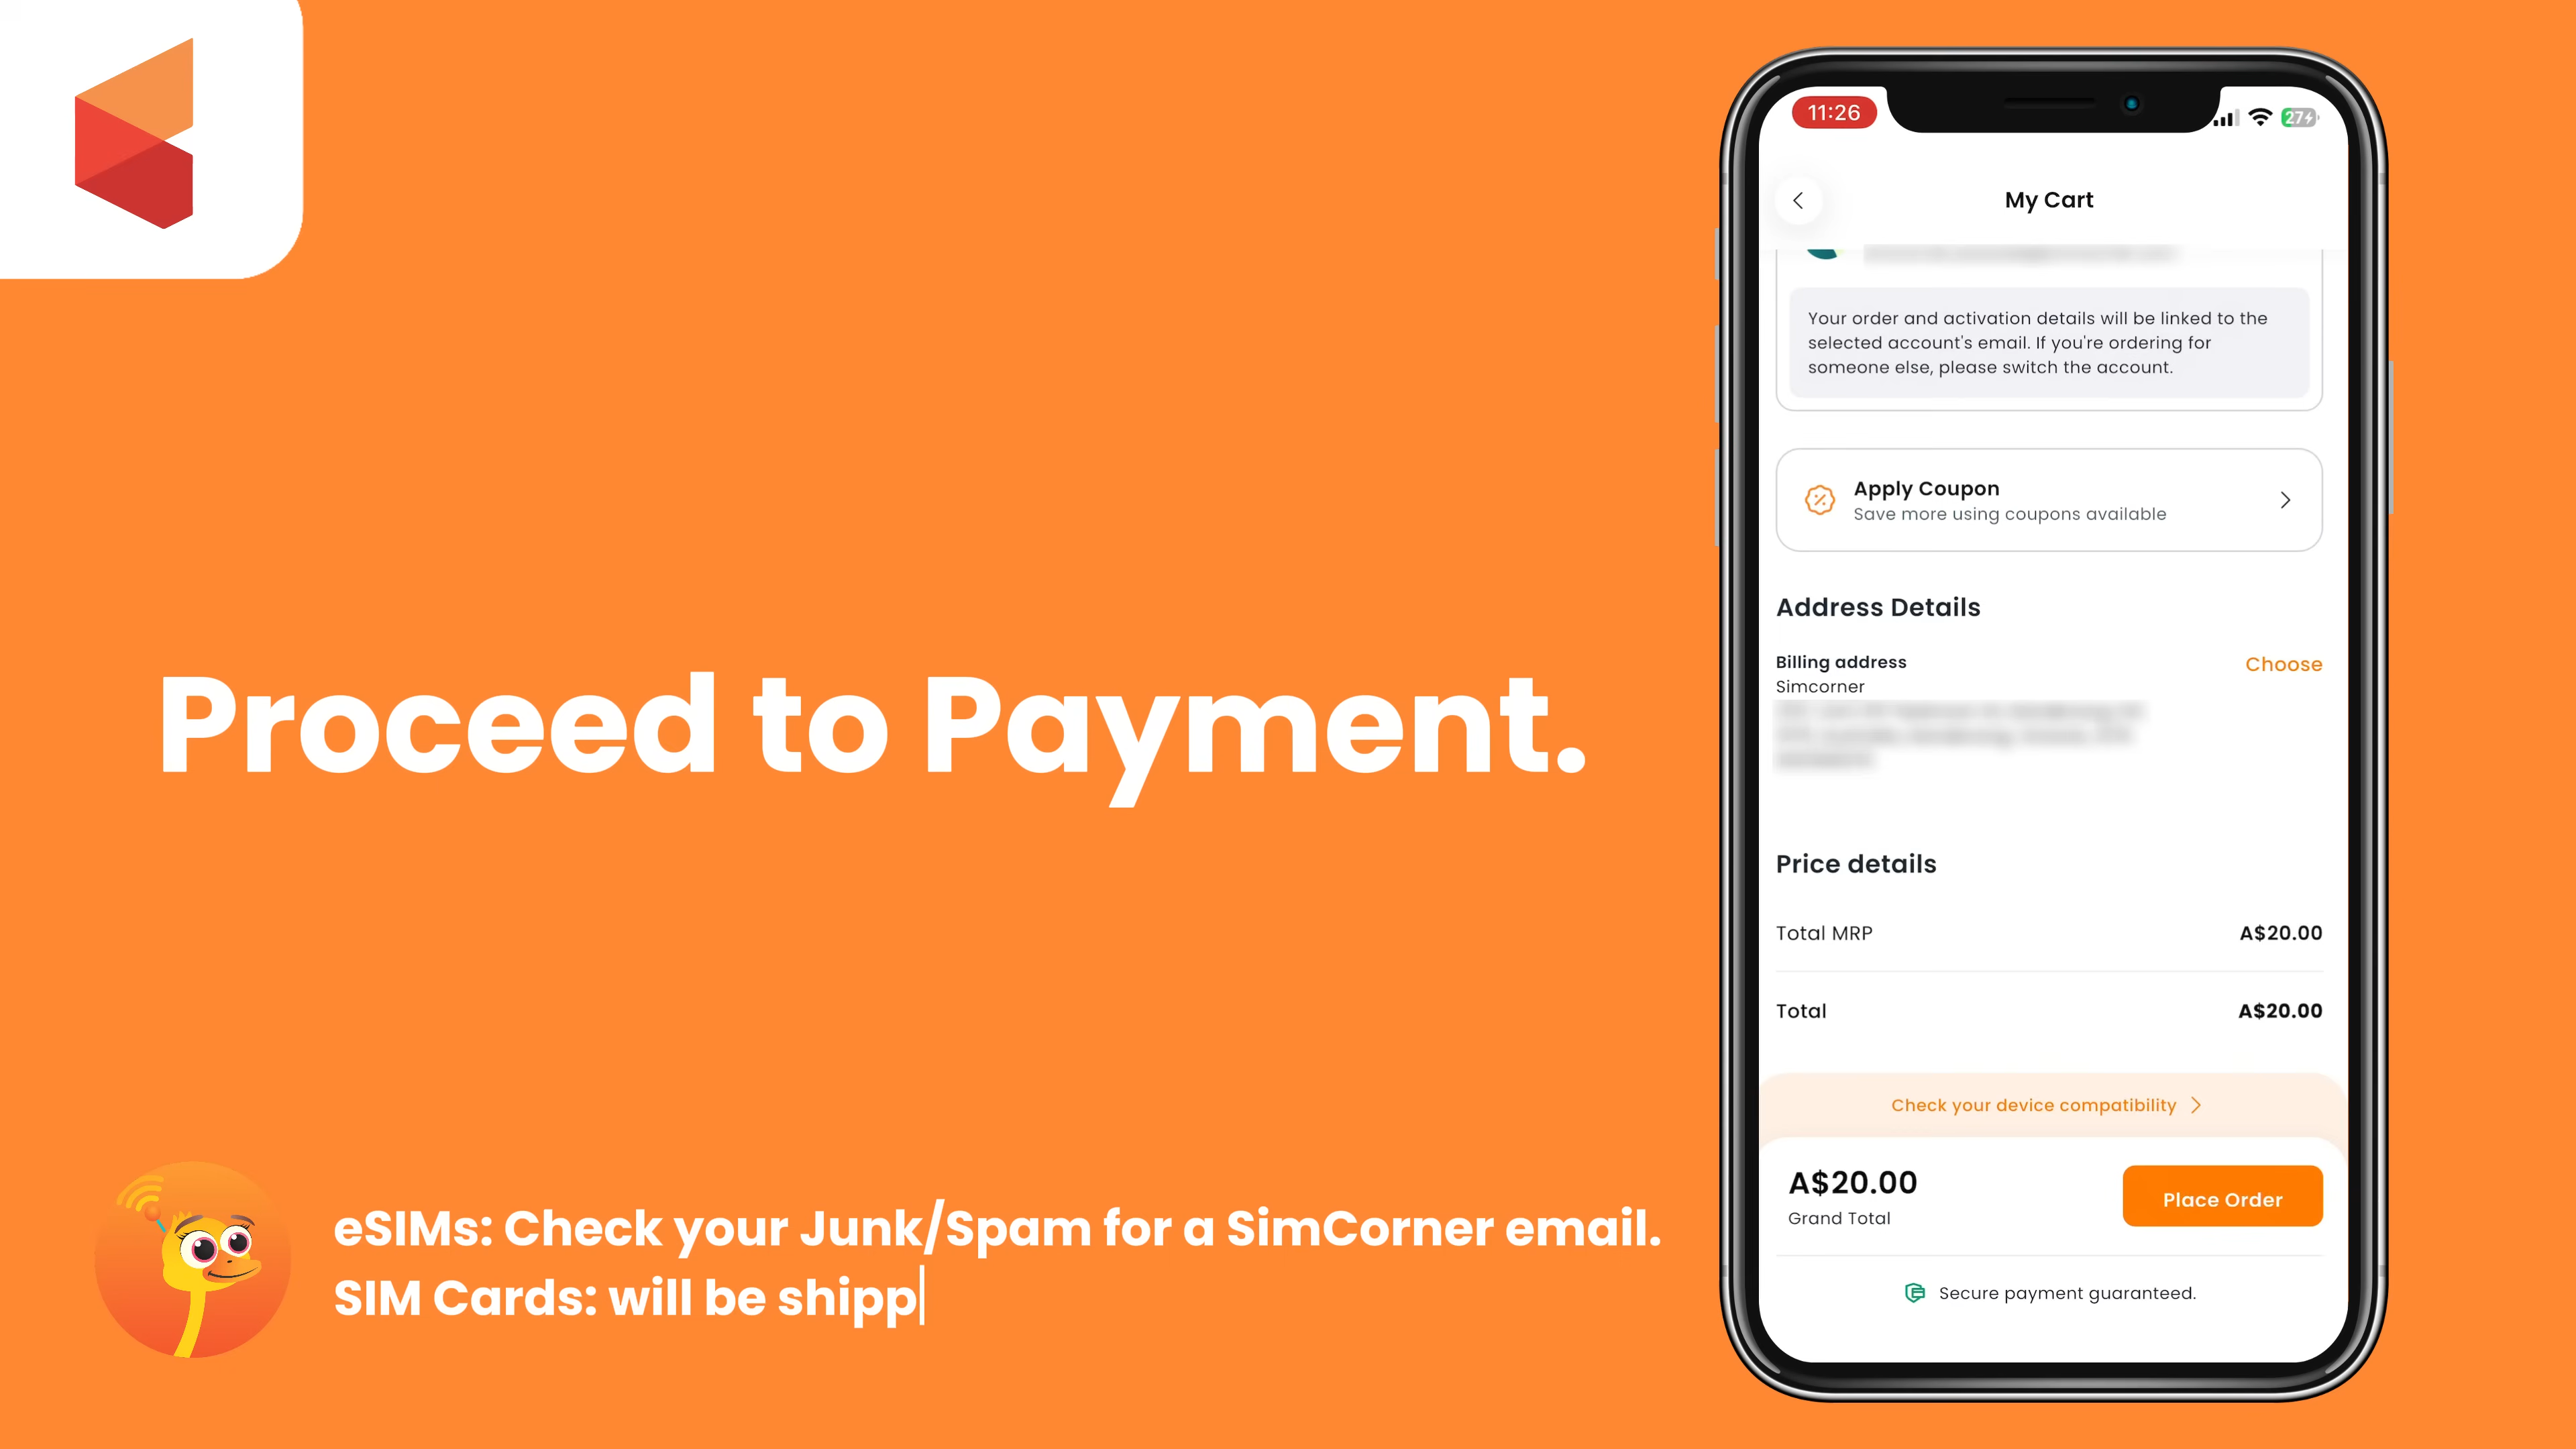 Proceed to Payment.
eSIMs: Check your Junk/Spam for a SimCorner email.
SIM Cards: will be shipp
11:26
27
My Cart
Your order and activation details will be linked to the
selected account's email. If you're ordering for
someone else, please switch the account.
Apply Coupon
Save more using coupons available
Address Details
Billing address
Choose
Simcorner
Price details
Total MRP A$20.00
Total A$20.00
Check your device compatibility
A$20.00
Grand Total
Place Order
Secure payment guaranteed.